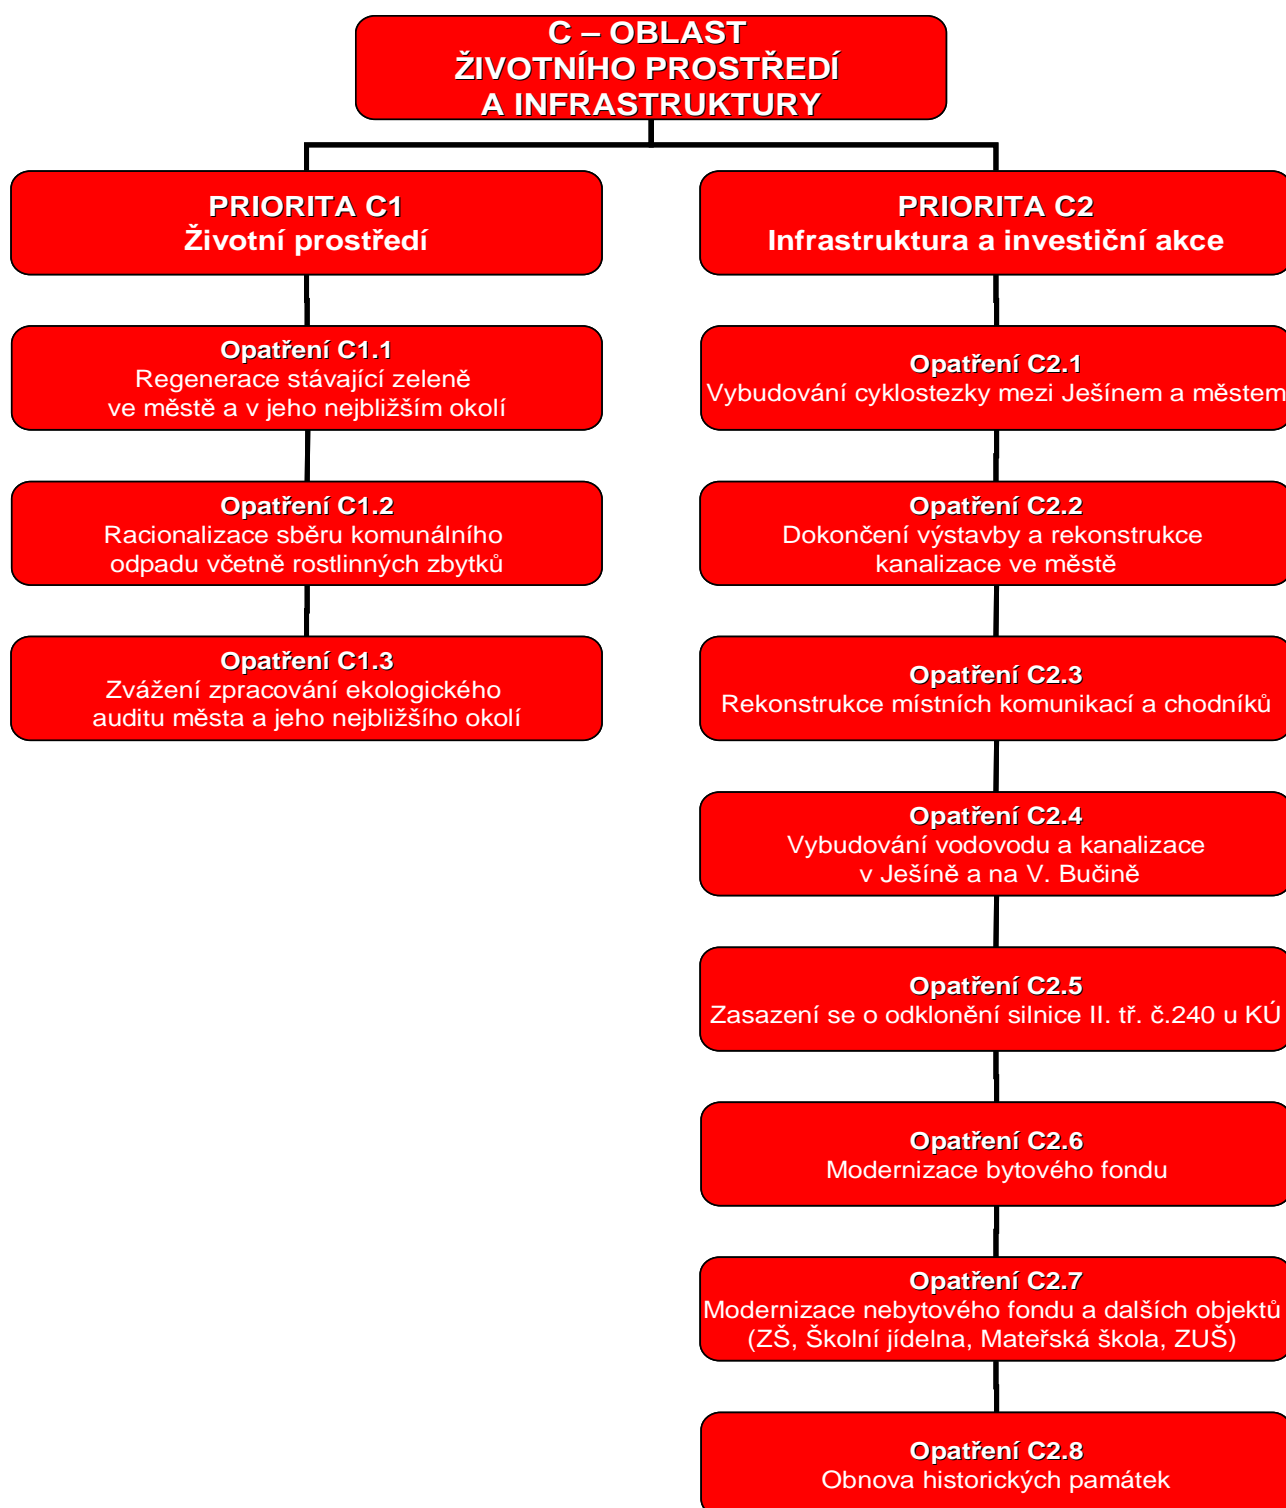 C – OBLAST
ŽIVOTNÍHO PROSTŘEDÍ
A INFRASTRUKTURY
PRIORITA C1
Životní prostředí
Opatření C1.1
Regenerace stávající zeleně
ve městě a v jeho nejbližším okolí
Opatření C1.2
Racionalizace sběru komunálního
odpadu včetně rostlinných zbytků
Opatření C1.3
Zvážení zpracování ekologického
auditu města a jeho nejbližšího okolí
PRIORITA C2
Infrastruktura a investiční akce
Opatření C2.1
Vybudování cyklostezky mezi Ješínem a městem
Opatření C2.2
Dokončení výstavby a rekonstrukce
kanalizace ve městě
Opatření C2.3
Rekonstrukce místních komunikací a chodníků
Opatření C2.4
Vybudování vodovodu a kanalizace
v Ješíně a na V. Bučině
Opatření C2.5
Zasazení se o odklonění silnice II. tř. č.240 u KÚ
Opatření C2.6
Modernizace bytového fondu
Opatření C2.7
Modernizace nebytového fondu a dalších objektů
(ZŠ, Školní jídelna, Mateřská škola, ZUŠ)
Opatření C2.8
Obnova historických památek